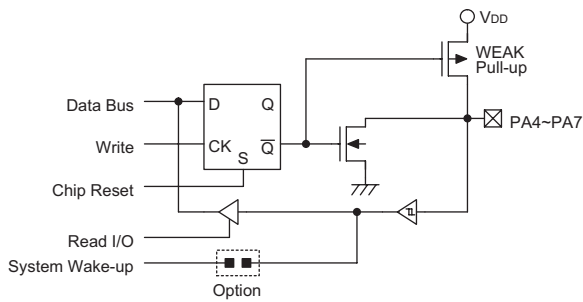 VDD
WEAK
Pull-up
Data Bus
D
Q
PA4~PA7
Write
CK
Q̅
S
Chip Reset
Read I/O
System Wake-up
Option